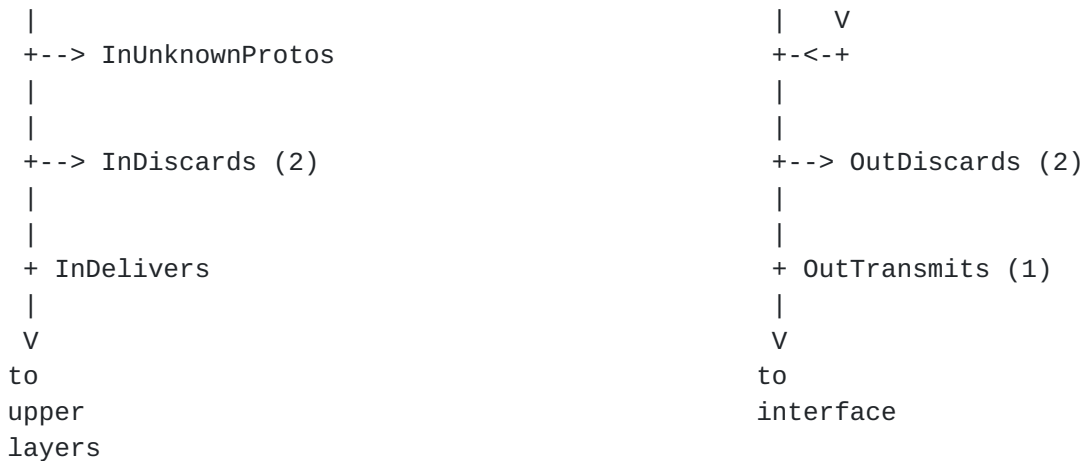 |                                               |   V
+--> InUnknownProtos                            +-<-+
|                                               |
|                                               |
+--> InDiscards (2)                             +--> OutDiscards (2)
|                                               |
|                                               |
+ InDelivers                                    + OutTransmits (1)
|                                               |
V                                               V
to                                             to
upper                                          interface
layers